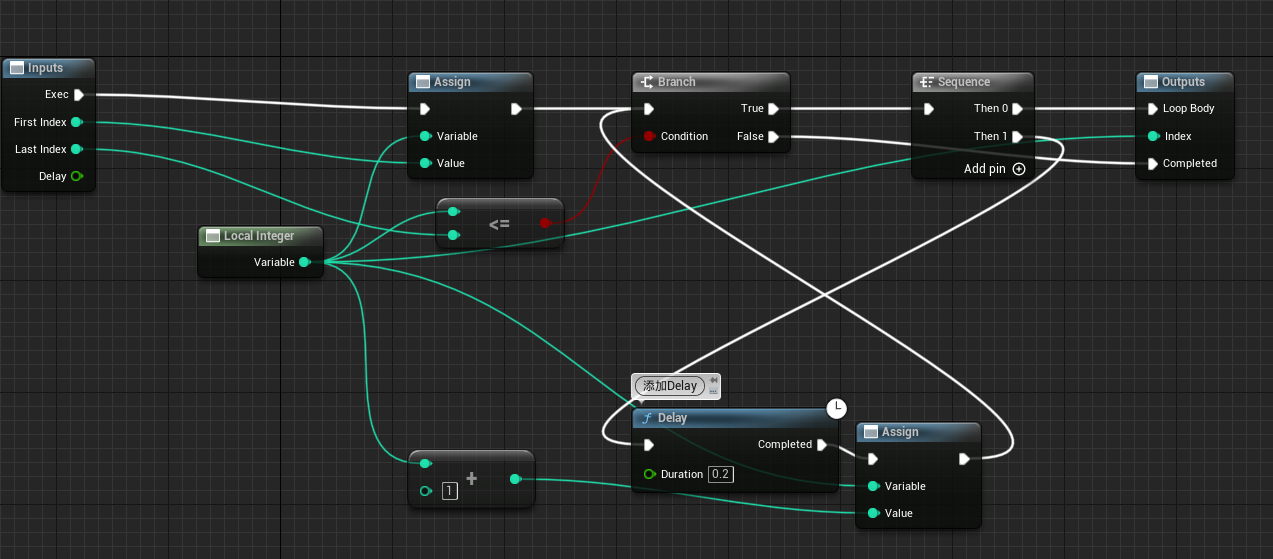 Inputs
Exec
First Index
Last Index
Delay
Local Integer
Variable
Assign
Variable
Value
<=
Branch
True
Condition
False
Sequence
Then 0
Then 1
Add pin
Outputs
Loop Body
Index
Completed
1
+
添加Delay
Delay
Completed
Duration 0.2
Assign
Variable
Value